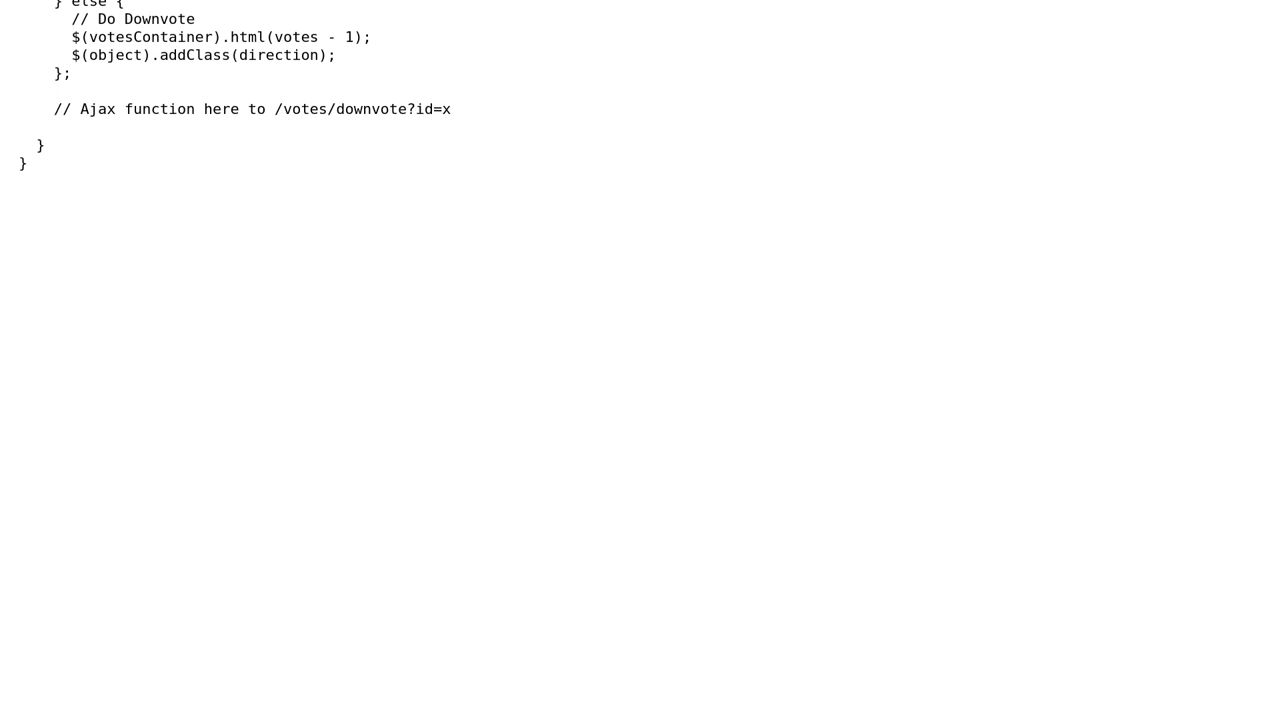 } else {
// Do Downvote
$(votesContainer).html(votes - 1);
$(object).addClass(direction);
};
// Ajax function here to /votes/downvote?id=x
}
}